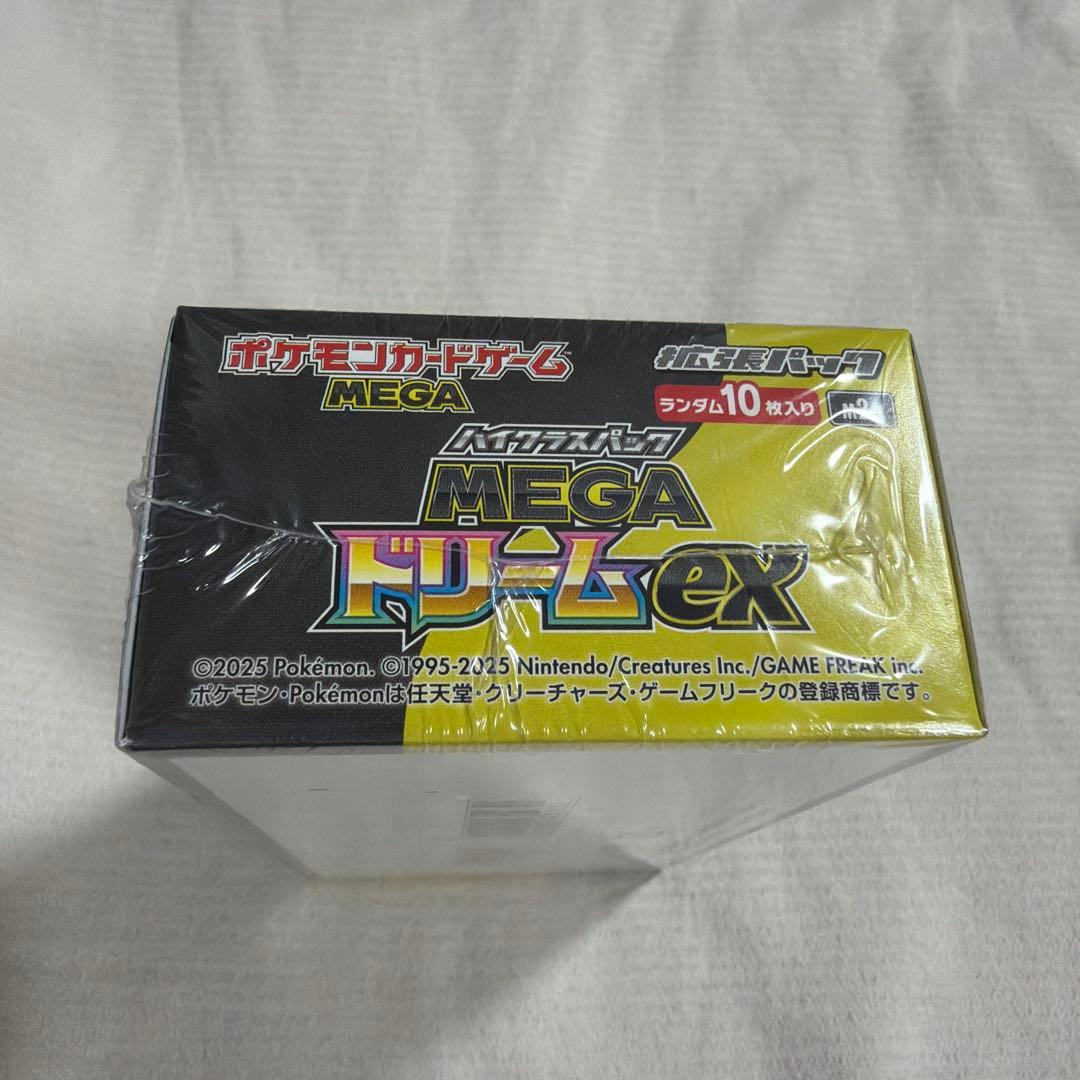 ポケモンカードゲーム™
MEGA
拡張パック
ランダム10枚入り
ハイクラスパック
MEGA
ドリームex
©2025 Pokémon. ©1995-2025 Nintendo/Creatures Inc./GAME FREAK inc.
ポケモン・Pokémonは任天堂・クリーチャーズ・ゲームフリークの登録商標です。